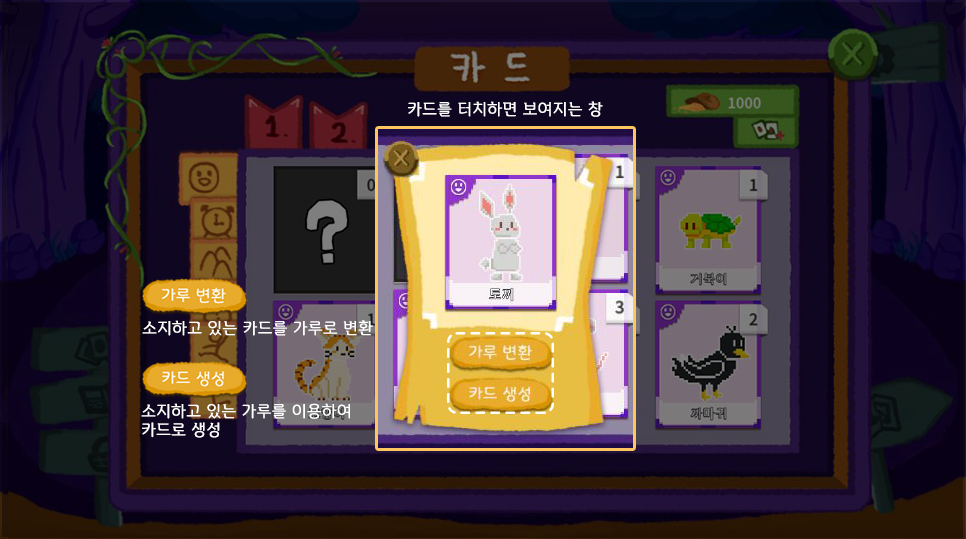 카드
카드를 터치하면 보여지는 창
1000
1.
2.
0
1
1
?
토끼
거북이
가루 변환
소지하고 있는 카드를 가루로 변환
1
3
2
가루 변환
카드 생성
카드 생성
소지하고 있는 가루를 이용하여
카드로 생성
까마귀